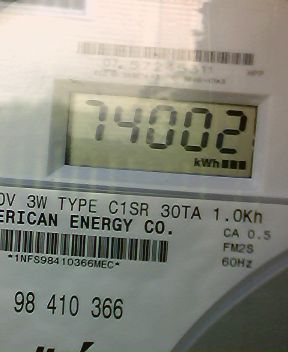 74002
kWh
V 3W TYPE C1SR 30TA 1.0Kh
ERICAN ENERGY CO.
CA 0.5
FM2S
*1NFS98410366MEC*
60Hz
98 410 366